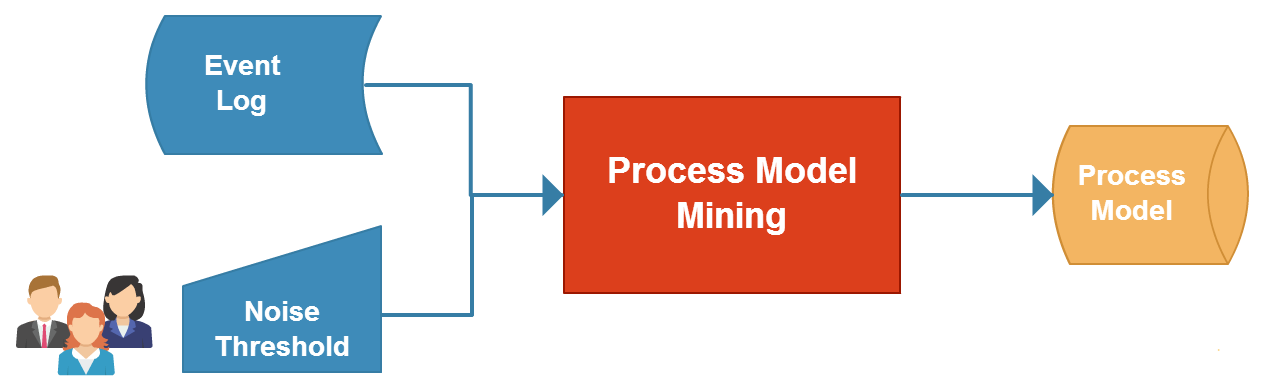 Event
Log
Process Model
Mining
Process
Model
Noise
Threshold